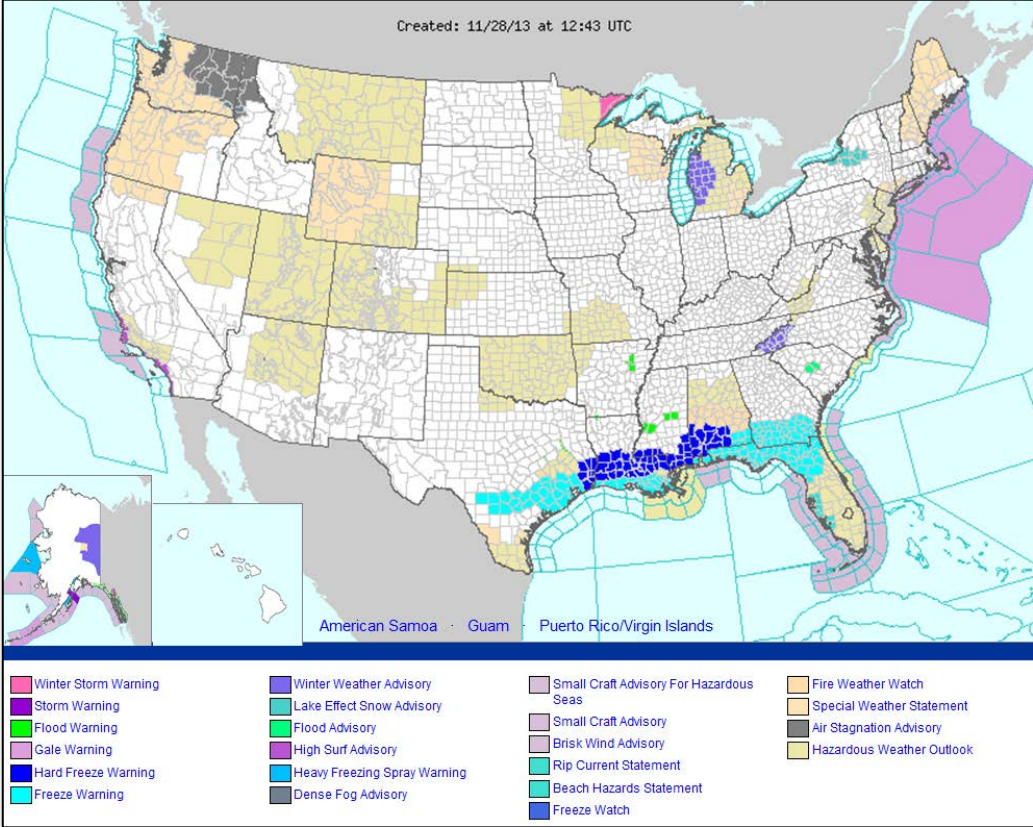 Created: 11/28/13 at 12:43 UTC
American Samoa · Guam · Puerto Rico/Virgin Islands
Winter Storm Warning
Storm Warning
Flood Warning
Gale Warning
Hard Freeze Warning
Freeze Warning
Winter Weather Advisory
Lake Effect Snow Advisory
Flood Advisory
High Surf Advisory
Heavy Freezing Spray Warning
Dense Fog Advisory
Small Craft Advisory For Hazardous
Seas
Small Craft Advisory
Brisk Wind Advisory
Rip Current Statement
Beach Hazards Statement
Freeze Watch
Fire Weather Watch
Special Weather Statement
Air Stagnation Advisory
Hazardous Weather Outlook